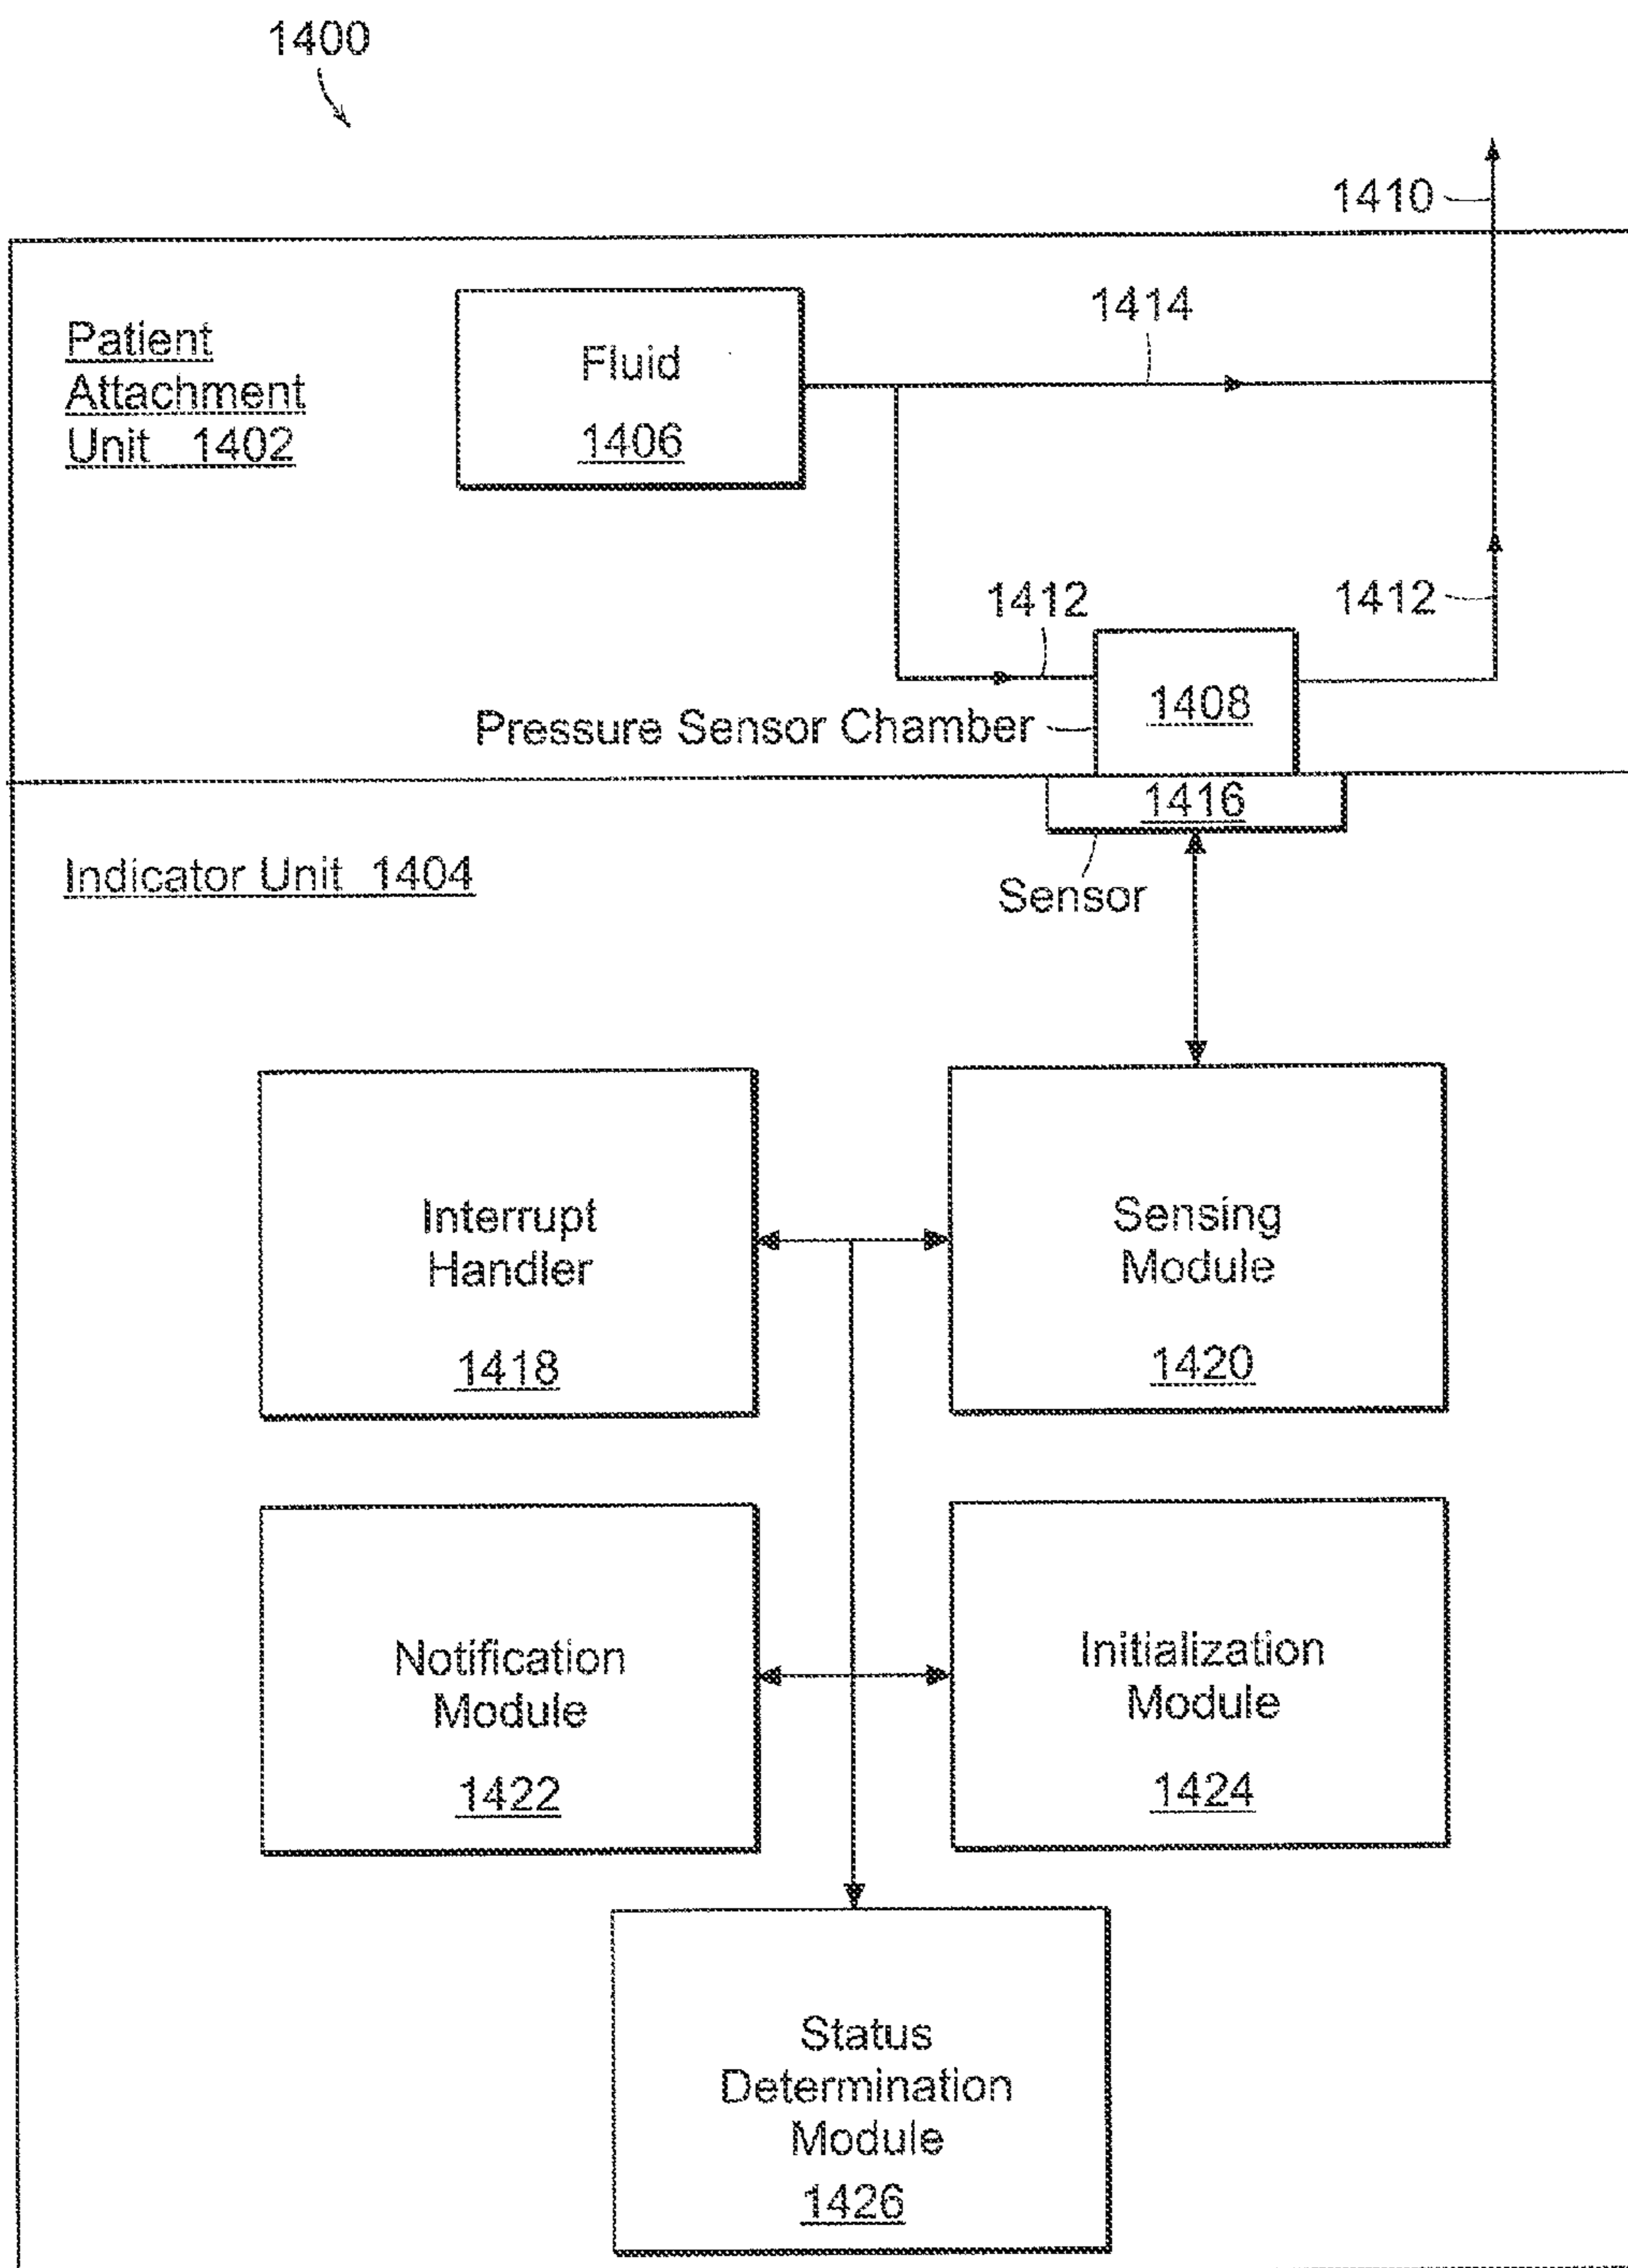 1400
1410
Patient
Attachment
Unit 1402
Fluid
1406
1414
1412
1412
1408
Pressure Sensor Chamber
1416
Indicator Unit 1404
Sensor
Interrupt
Handler
1418
Sensing
Module
1420
Notification
Module
1422
Initialization
Module
1424
Status
Determination
Module
1426